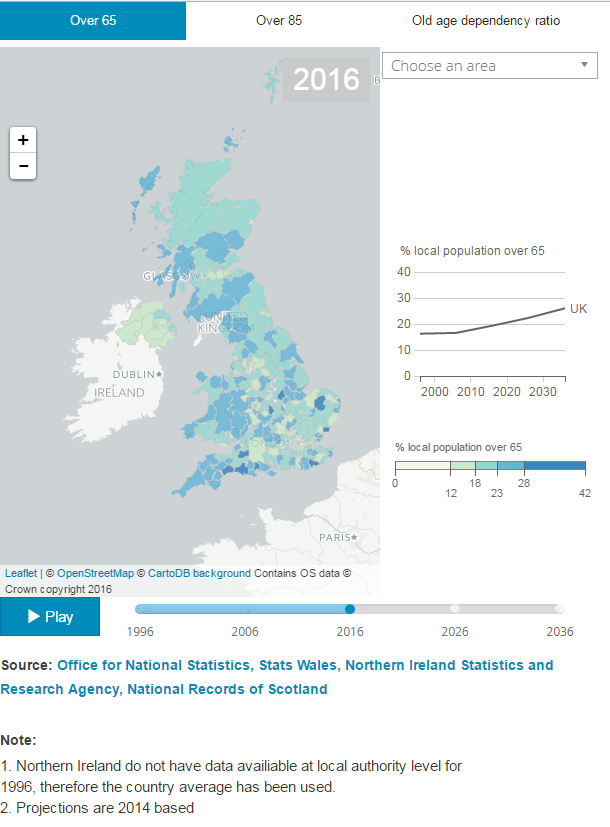 Over 65
Over 85
Old age dependency ratio
2016
B
Choose an area
+
−
GLASGOW
UNITED
KINGDOM
DUBLIN
IRELAND
LONDON
PARIS
% local population over 65
40
30
UK
20
10
0
2000 2010 2020 2030
% local population over 65
0 18 28 42
12 23
Leaflet | © OpenStreetMap © CartoDB background Contains OS data ©
Crown copyright 2016
Play
1996 2006 2016 2026 2036
Source: Office for National Statistics, Stats Wales, Northern Ireland Statistics and
Research Agency, National Records of Scotland
Note:
1. Northern Ireland do not have data availiable at local authority level for
1996, therefore the country average has been used.
2. Projections are 2014 based